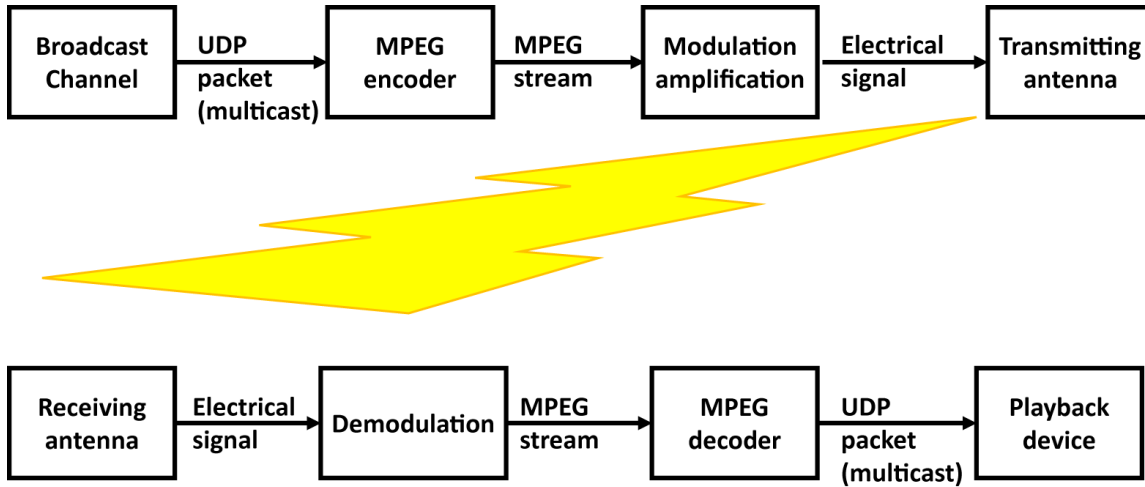 Broadcast
Channel
UDP
packet
(multicast)
MPEG
encoder
MPEG
stream
Modulation
amplification
Electrical
signal
Transmitting
antenna
Receiving
antenna
Electrical
signal
Demodulation
MPEG
stream
MPEG
decoder
UDP
packet
(multicast)
Playback
device